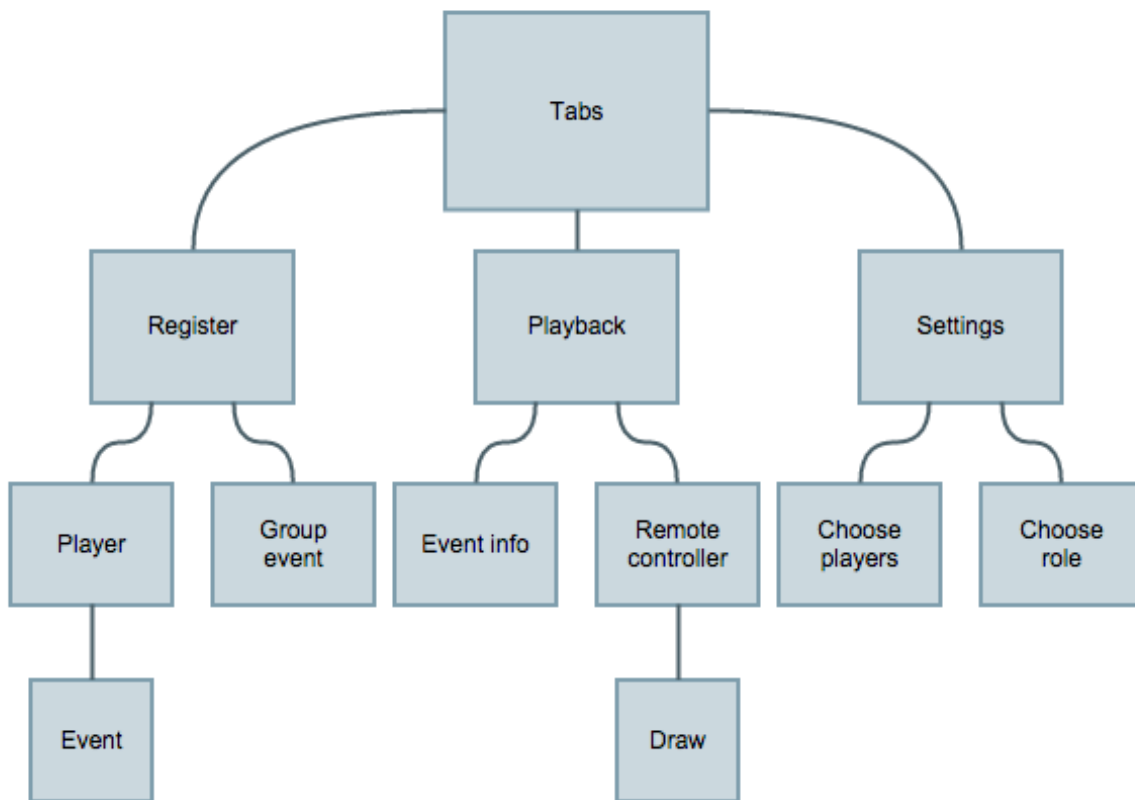 Tabs
Register
Playback
Settings
Player
Group
event
Event info
Remote
controller
Choose
players
Choose
role
Event
Draw